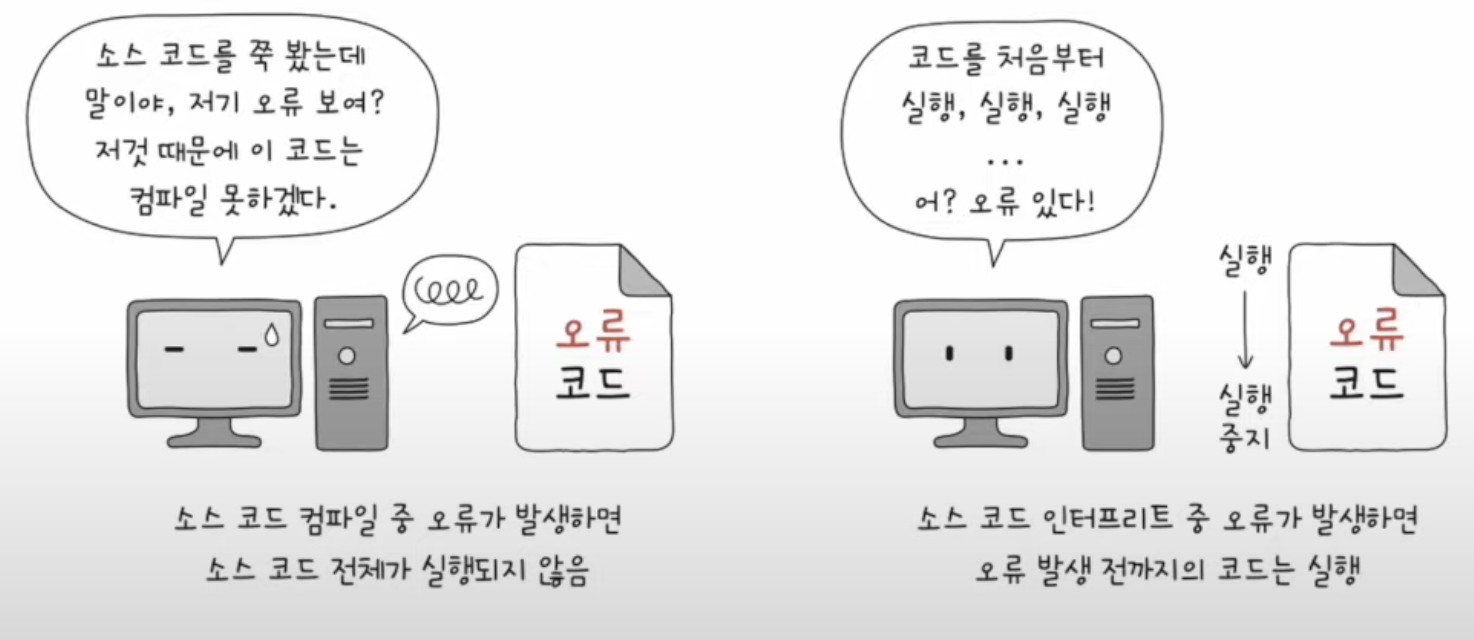 소스 코드를 쭉 봤는데
말이야, 저기 오류 보여?
저것 때문에 이 코드는
컴파일 못하겠다.
오류
코드
소스 코드 컴파일 중 오류가 발생하면
소스 코드 전체가 실행되지 않음
코드를 처음부터
실행, 실행, 실행
...
어? 오류 있다!
실행
실행
중지
오류
코드
소스 코드 인터프리트 중 오류가 발생하면
오류 발생 전까지의 코드는 실행